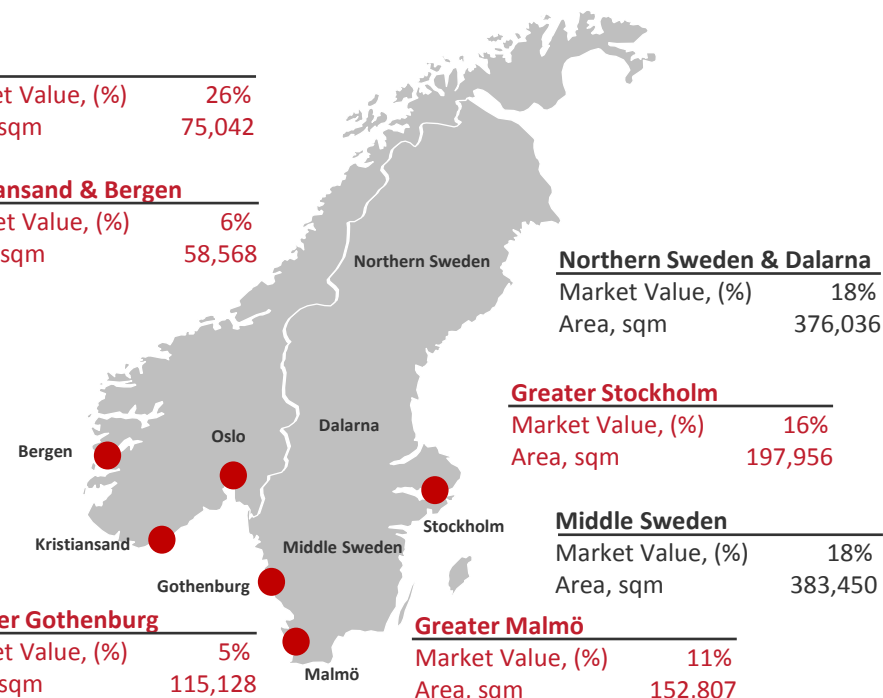 et Value, (%) 26%
sqm 75,042
ansand & Bergen
et Value, (%) 6%
sqm 58,568
Northern Sweden
Northern Sweden & Dalarna
Market Value, (%) 18%
Area, sqm 376,036
Greater Stockholm
Market Value, (%) 16%
Area, sqm 197,956
Dalarna
Oslo
Bergen
Stockholm
Kristiansand
Middle Sweden
Middle Sweden
Market Value, (%) 18%
Area, sqm 383,450
Gothenburg
er Gothenburg
et Value, (%) 5%
sqm 115,128
Greater Malmö
Market Value, (%) 11%
Area, sqm 152,807
Malmö